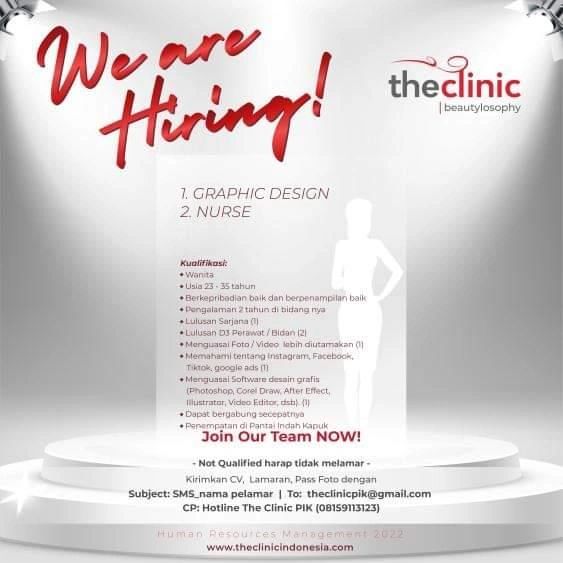 We are
Hiring!
theclinic
| beautylosophy
1. GRAPHIC DESIGN
2. NURSE
Kualifikasi:
◆ Wanita
◆ Usia 23 - 35 tahun
◆ Berkepribadian baik dan berpenampilan baik
◆ Pengalaman 2 tahun di bidang nya
◆ Lulusan Sarjana (1)
◆ Lulusan D3 Perawat / Bidan (2)
◆ Menguasai Foto / Video lebih diutamakan (1)
◆ Memahami tentang Instagram, Facebook,
Tiktok, google ads (1)
◆ Menguasai Software desain grafis
(Photoshop, Corel Draw, After Effect,
Illustrator, Video Editor, dsb). (1)
◆ Dapat bergabung secepatnya
◆ Penempatan di Pantai Indah Kapuk
Join Our Team NOW!
- Not Qualified harap tidak melamar -
Kirimkan CV, Lamaran, Pass Foto dengan
Subject: SMS_nama pelamar | To: theclinicpik@gmail.com
CP: Hotline The Clinic PIK (08159113123)
Human Resources Management 2022
www.theclinicindonesia.com